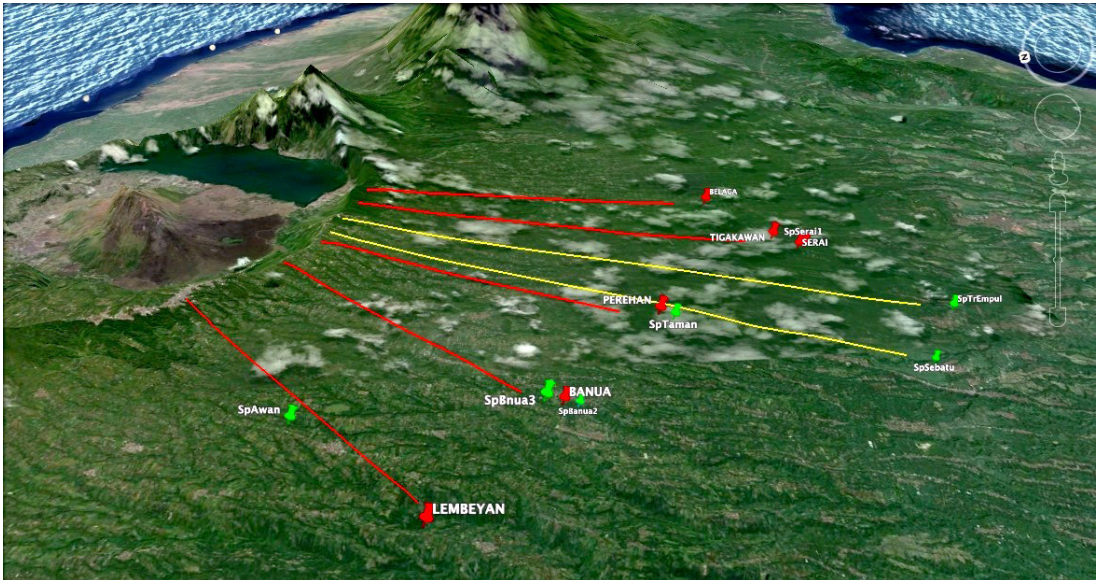 BELAGA
TIGAKAWAN
SpSerai1
SERAI
SpTrEmpul
PEREHAN
SpTaman
SpSebatu
SpBnua3
BANUA
SpBanua2
SpAwan
LEMBEYAN